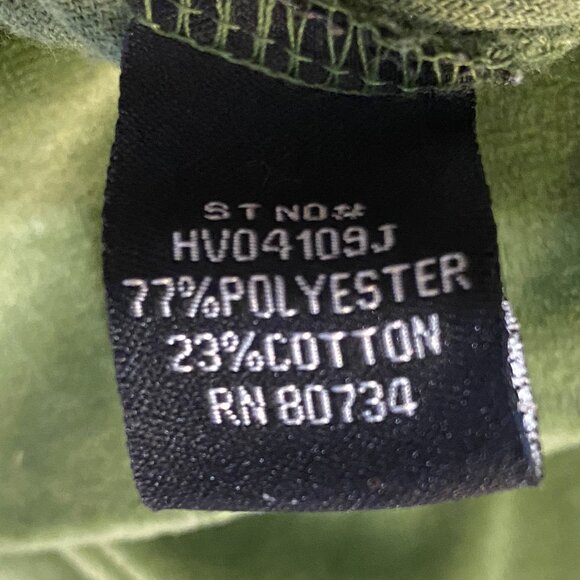 ST NO#
HV04109J
77%POLYESTER
23%COTTON
RN 80734